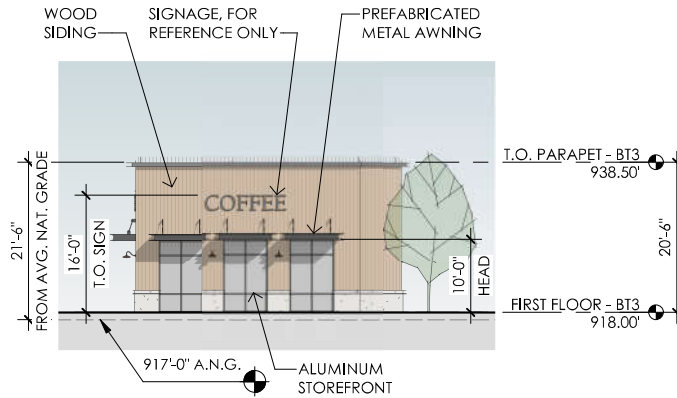 WOOD
SIDING
SIGNAGE, FOR
REFERENCE ONLY
PREFABRICATED
METAL AWNING
T.O. PARAPET - BT3
938.50'
COFFEE
21'-6"
FROM AVG. NAT. GRADE
16'-0"
T.O. SIGN
10'-0"
HEAD
20'-6"
FIRST FLOOR - BT3
918.00'
917'-0" A.N.G.
ALUMINUM
STOREFRONT